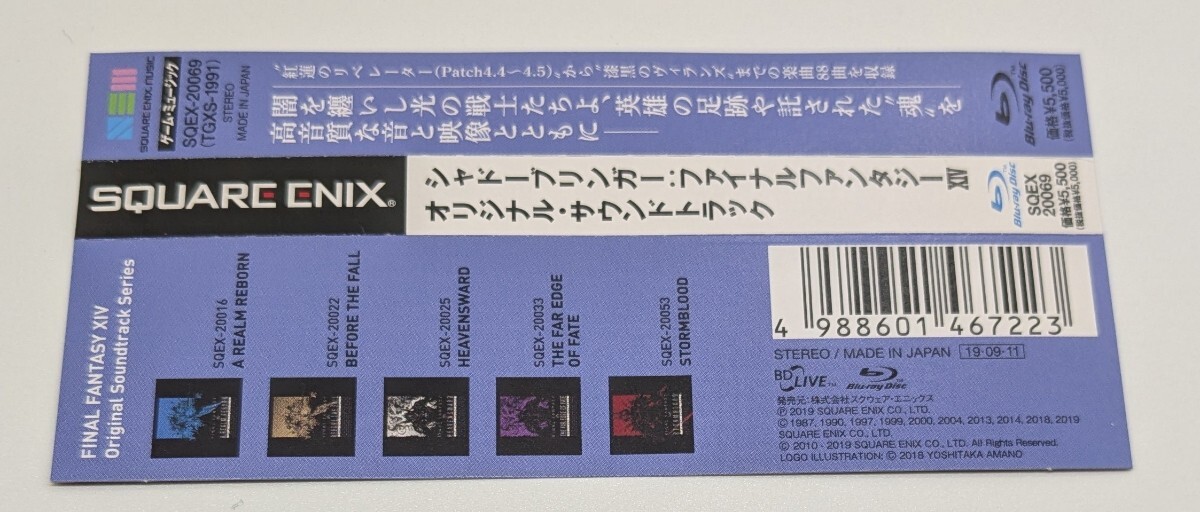 SQUARE ENIX MUSIC
ゲーム・ミュージック
SQEX-20069
(TGXS-1991)
STEREO
MADE IN JAPAN
"紅蓮のリベレーター(Patch4.4～4.5)"から"漆黒のヴィランズ"までの楽曲88曲を収録
闇を纏いし光の戦士たちよ、英雄の足跡や託された"魂"を
高音質な音と映像とともに――
Blu-ray Disc
価格¥5,500
(税抜価格¥5,000)
SQUARE ENIX®
シャドーブリンガー:ファイナルファンタジーXIV
オリジナル・サウンドトラック
Blu-ray Disc
SQEX
20069
価格¥5,500
(税抜価格¥5,000)
FINAL FANTASY XIV
Original Soundtrack Series
SQEX-20016
A REALM REBORN
SQEX-20022
BEFORE THE FALL
SQEX-20025
HEAVENSWARD
SQEX-20033
THE FAR EDGE
OF FATE
SQEX-20053
STORMBLOOD
4 988601 467223
STEREO / MADE IN JAPAN 19·09·11
BD LIVE™ Blu-ray Disc™
発売元:株式会社スクウェア・エニックス
Ⓟ 2019 SQUARE ENIX CO., LTD.
© 1987, 1990, 1997, 1999, 2000, 2004, 2013, 2014, 2018, 2019
SQUARE ENIX CO., LTD.
© 2010 - 2019 SQUARE ENIX CO., LTD. All Rights Reserved.
LOGO ILLUSTRATION: © 2018 YOSHITAKA AMANO